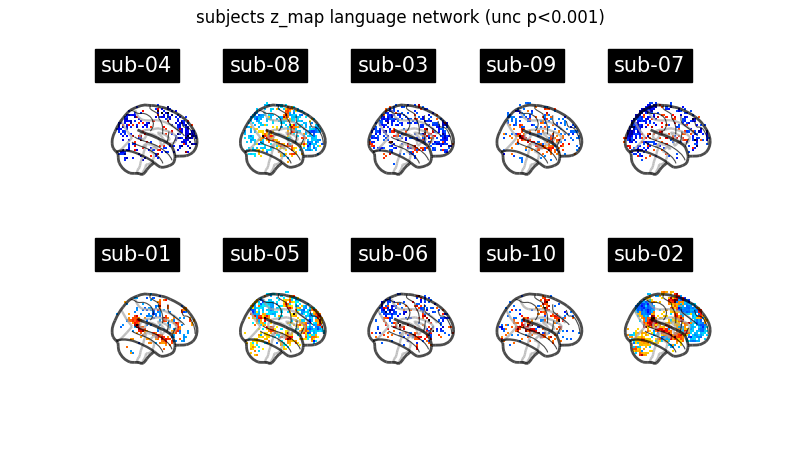 subjects z_map language network (unc p<0.001)
sub-04 sub-08 sub-03 sub-09 sub-07
sub-01 sub-05 sub-06 sub-10 sub-02